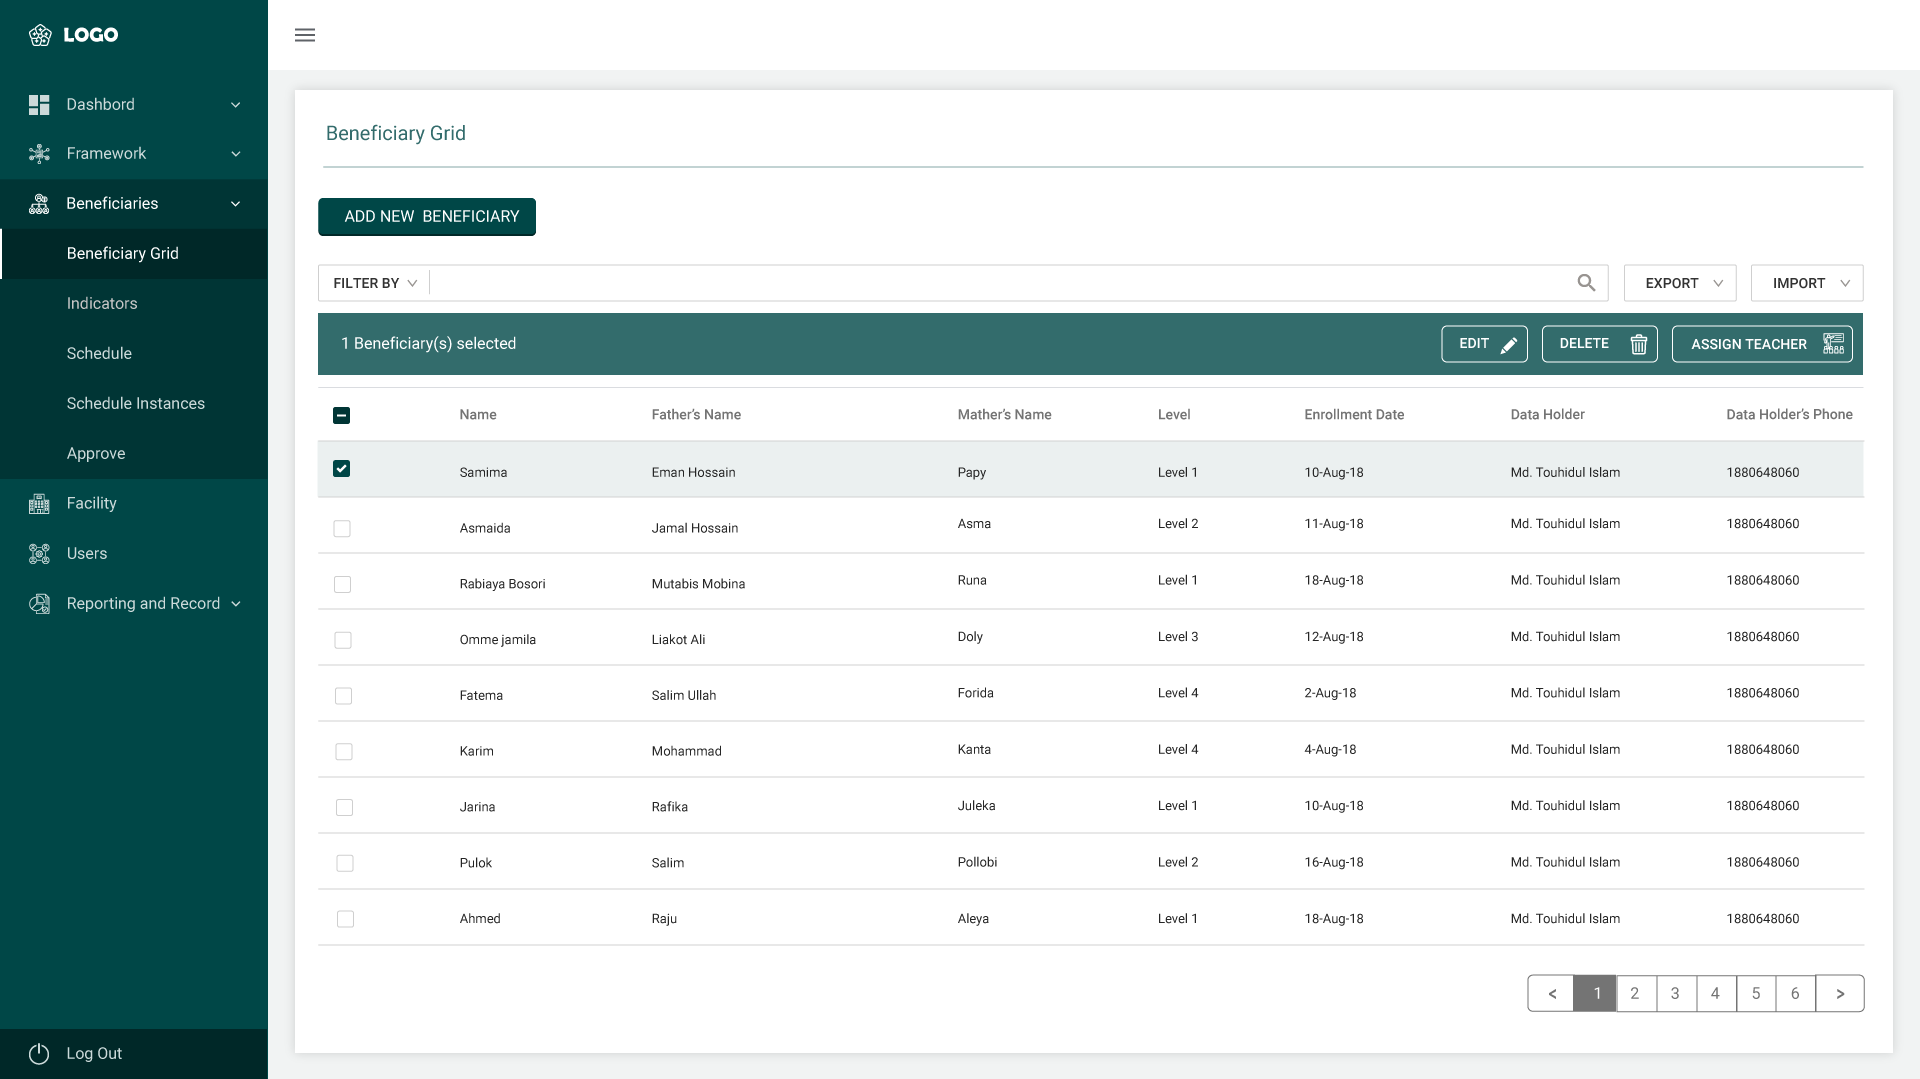 LOGO
Dashbord
Framework
Beneficiaries
Beneficiary Grid
Indicators
Schedule
Schedule Instances
Approve
Facility
Users
Reporting and Record
Log Out
Beneficiary Grid
ADD NEW BENEFICIARY
FILTER BY EXPORT IMPORT
1 Beneficiary(s) selected EDIT DELETE ASSIGN TEACHER
Name Father's Name Mather's Name Level Enrollment Date Data Holder Data Holder's Phone
Samima Eman Hossain Papy Level 1 10-Aug-18 Md. Touhidul Islam 1880648060
Asmaida Jamal Hossain Asma Level 2 11-Aug-18 Md. Touhidul Islam 1880648060
Rabiaya Bosori Mutabis Mobina Runa Level 1 18-Aug-18 Md. Touhidul Islam 1880648060
Omme jamila Liakot Ali Doly Level 3 12-Aug-18 Md. Touhidul Islam 1880648060
Fatema Salim Ullah Forida Level 4 2-Aug-18 Md. Touhidul Islam 1880648060
Karim Mohammad Kanta Level 4 4-Aug-18 Md. Touhidul Islam 1880648060
Jarina Rafika Juleka Level 1 10-Aug-18 Md. Touhidul Islam 1880648060
Pulok Salim Pollobi Level 2 16-Aug-18 Md. Touhidul Islam 1880648060
Ahmed Raju Aleya Level 1 18-Aug-18 Md. Touhidul Islam 1880648060
< 1 2 3 4 5 6 >